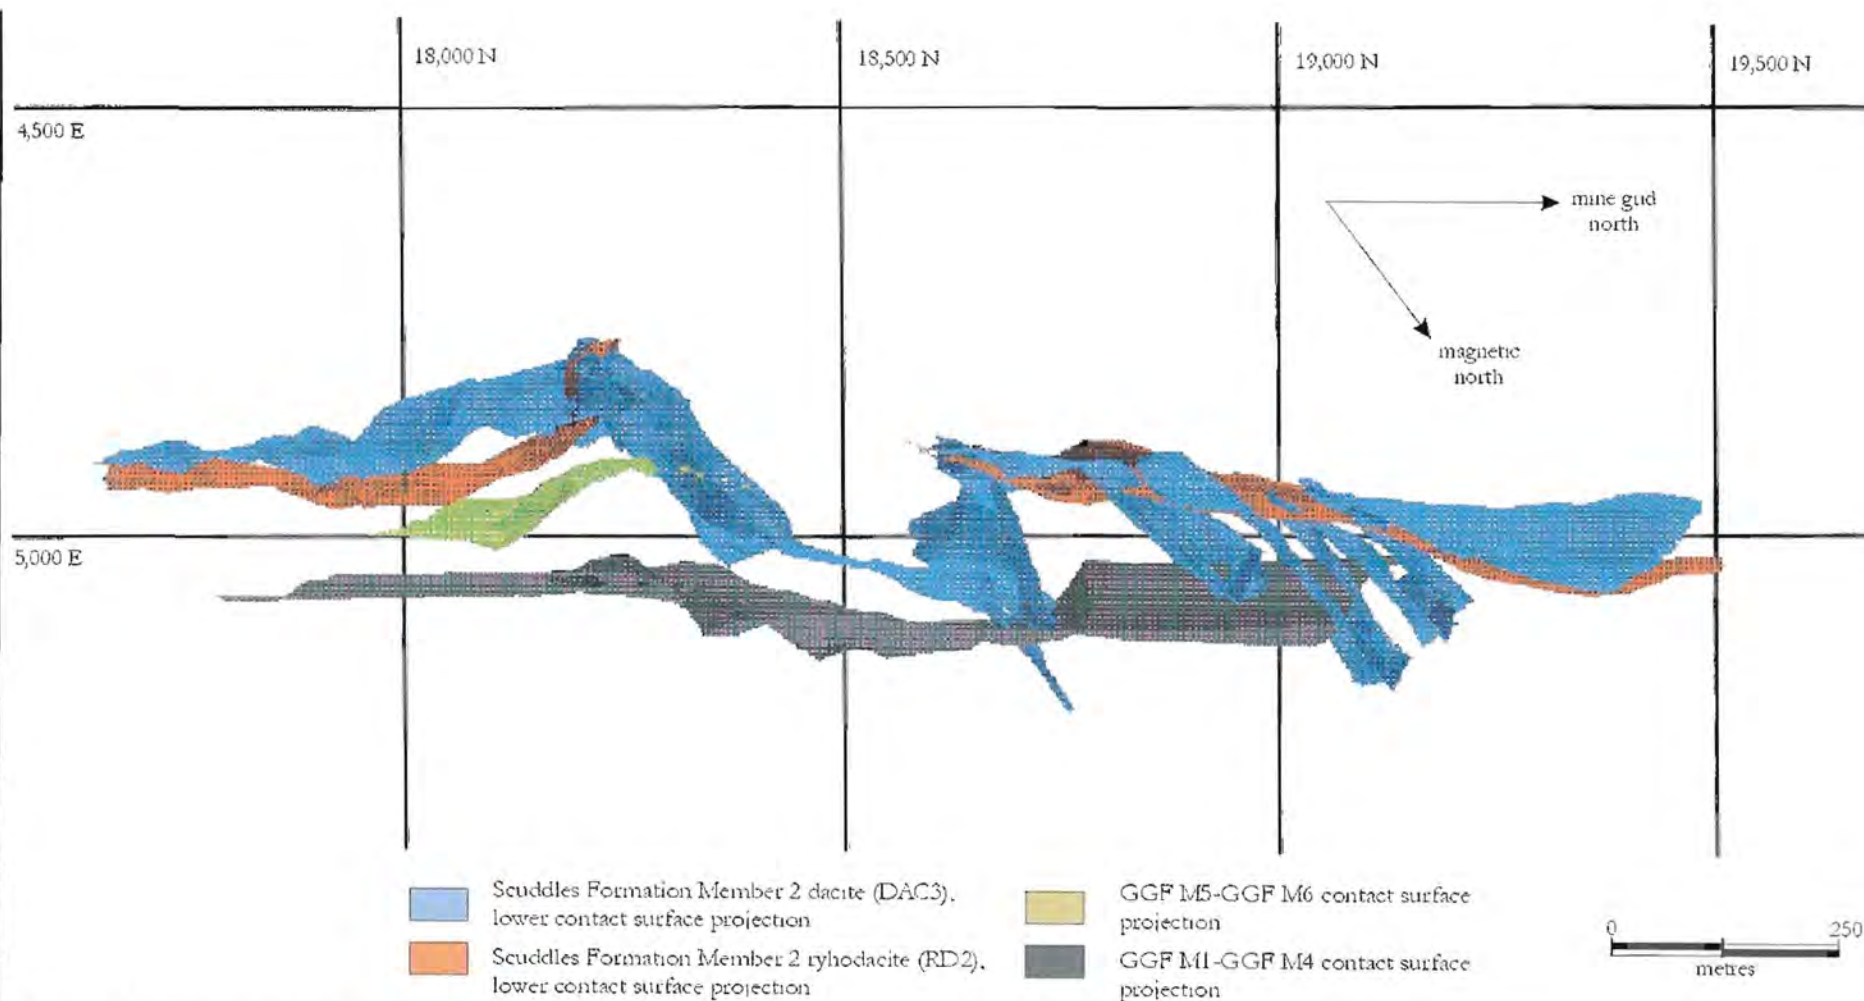 18,000 N
18,500 N
19,000 N
19,500 N
4,500 E
mine grid
north
magnetic
north
5,000 E
Scuddles Formation Member 2 dacite (DAC3),
lower contact surface projection
Scuddles Formation Member 2 ryhodacite (RD2),
lower contact surface projection
GGF M5-GGF M6 contact surface
projection
GGF M1-GGF M4 contact surface
projection
0 250
metres